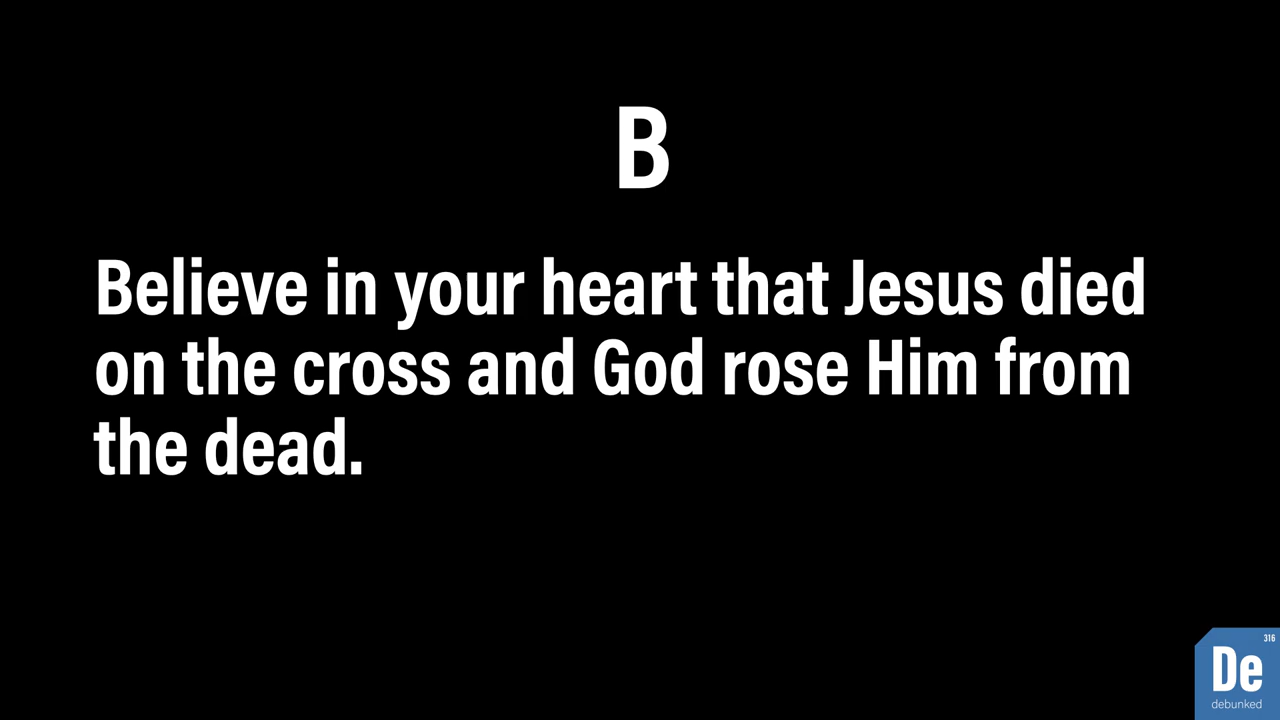 B
Believe in your heart that Jesus died
on the cross and God rose Him from
the dead.
316
De
debunked